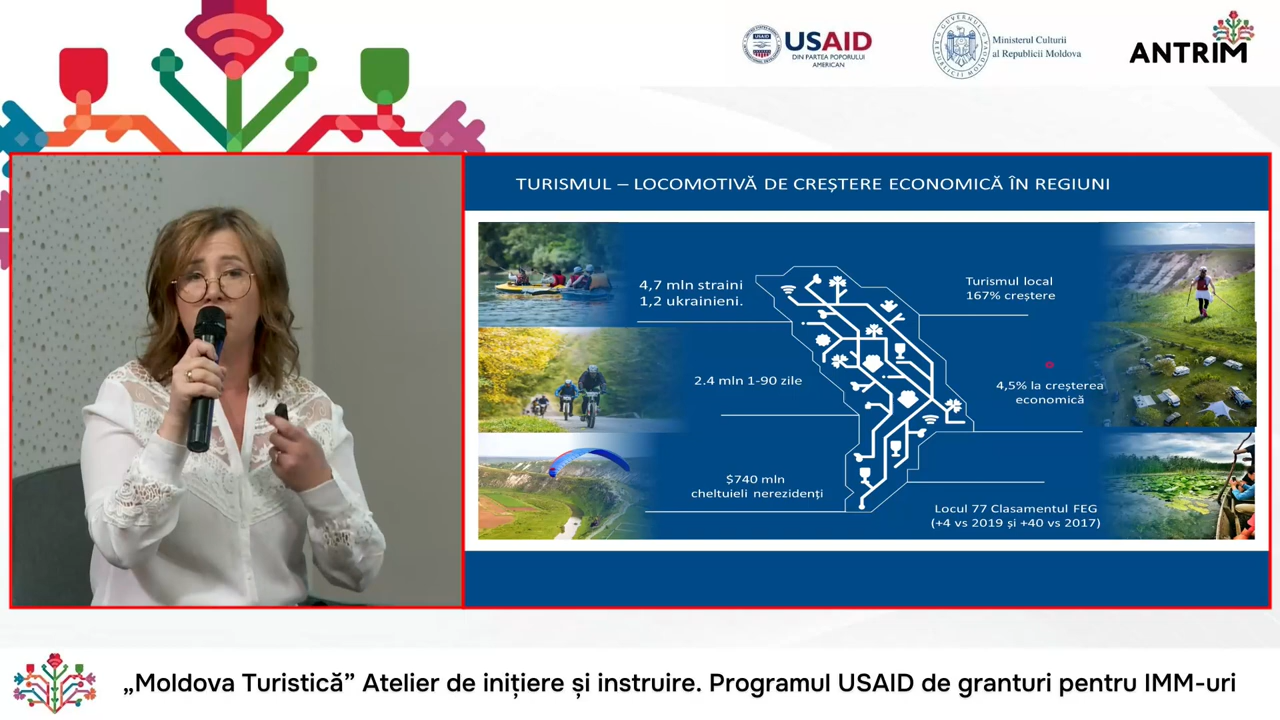 USAID
DIN PARTEA POPORULUI
AMERICAN
Ministerul Culturii
al Republicii Moldova
ANTRIM
TURISMUL – LOCOMOTIVĂ DE CREȘTERE ECONOMICĂ ÎN REGIUNI
4,7 mln straini
1,2 ukrainieni.
Turismul local
167% creștere
2.4 mln 1-90 zile
4,5% la creșterea
economică
$740 mln
cheltuieli nerezidenți
Locul 77 Clasamentul FEG
(+4 vs 2019 și +40 vs 2017)
„Moldova Turistică” Atelier de inițiere și instruire. Programul USAID de granturi pentru IMM-uri